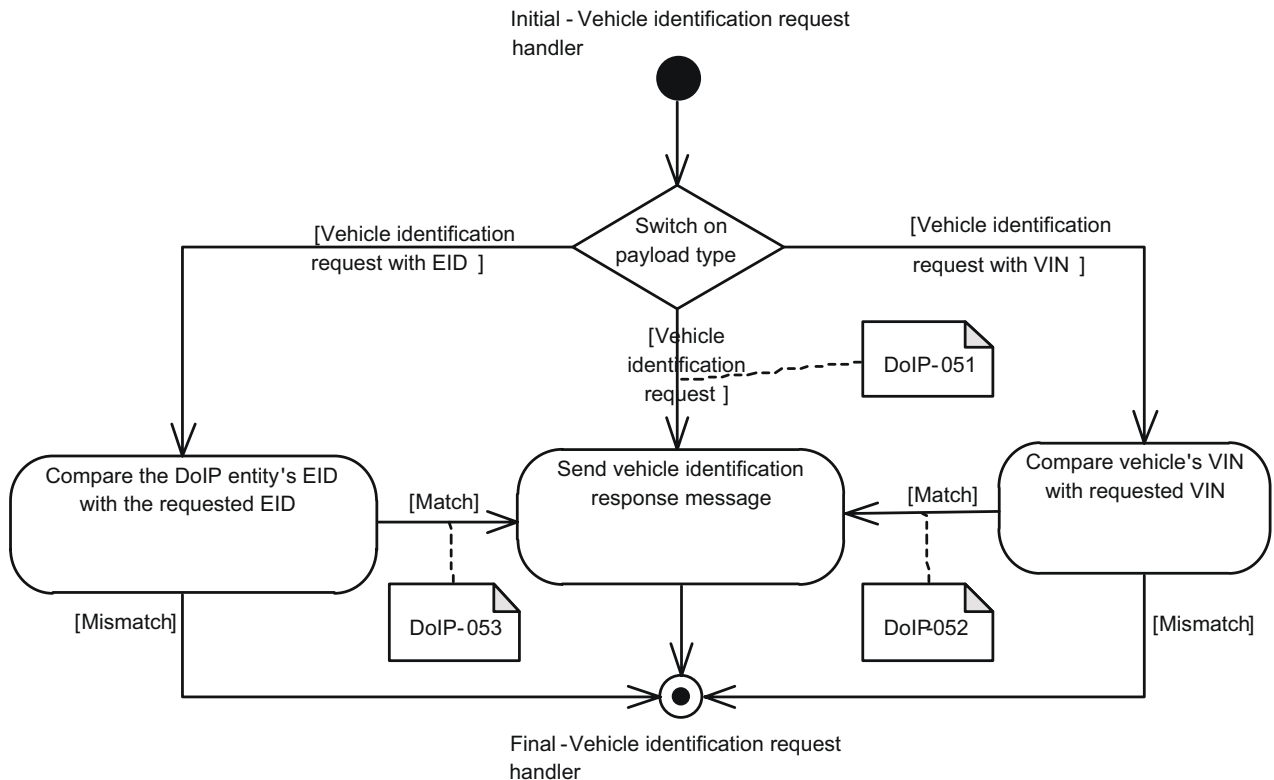 Initial - Vehicle identification request
handler
Switch on
payload type
[Vehicle identification
request with EID ]
[Vehicle identification
request with VIN ]
[Vehicle
identification
request ]
DoIP-051
Compare the DoIP entity's EID
with the requested EID
[Match]
Send vehicle identification
response message
[Match]
Compare vehicle's VIN
with requested VIN
[Mismatch]
DoIP-053
DoIP-052
[Mismatch]
Final - Vehicle identification request
handler